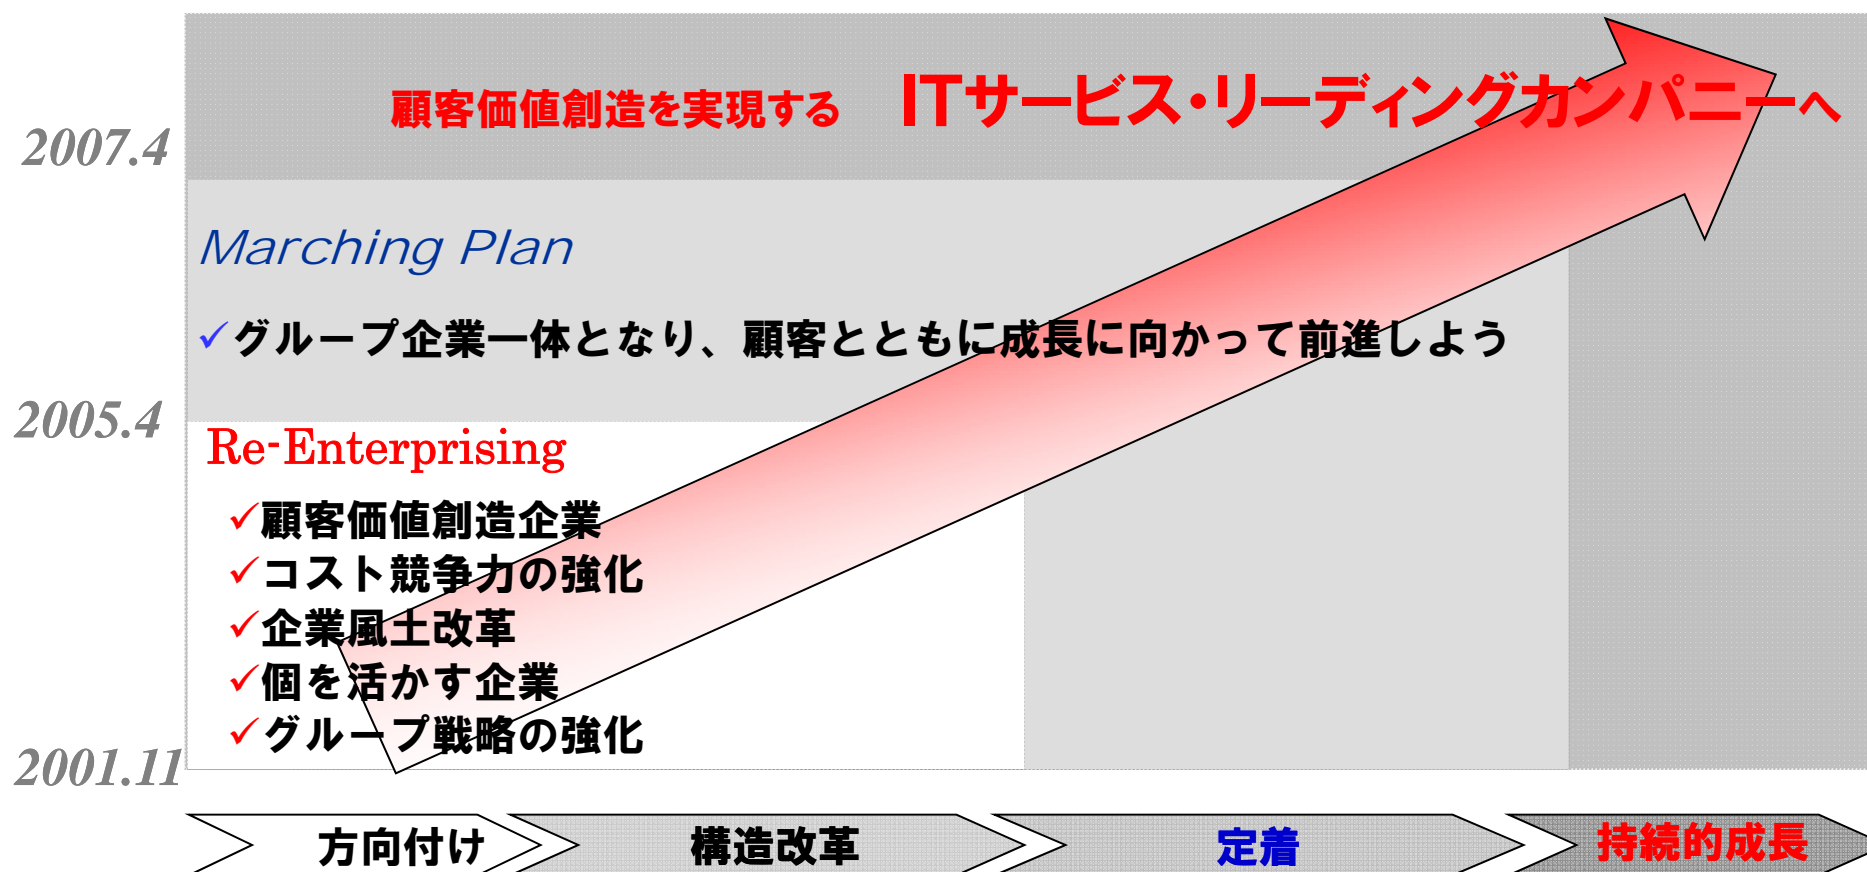 顧客価値創造を実現する ITサービス・リーディングカンパニーへ
2007.4
Marching Plan
✓グループ企業一体となり、顧客とともに成長に向かって前進しよう
2005.4
Re-Enterprising
✓顧客価値創造企業
✓コスト競争力の強化
✓企業風土改革
✓個を活かす企業
✓グループ戦略の強化
2001.11
方向付け 構造改革 定着 持続的成長